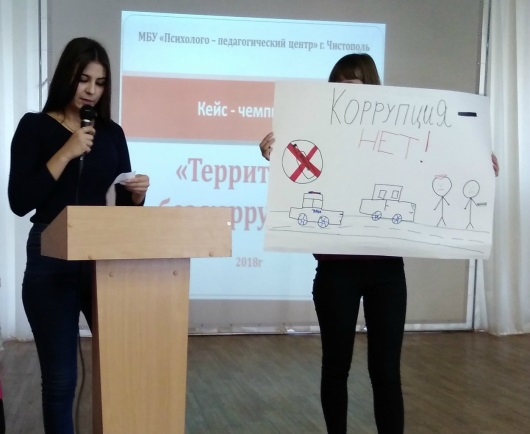 МБУ «Психолого – педагогический центр» г. Чистополь
Кейс - чемп
«Террит
2018г
КОРРУПЦИЯ –
НЕТ!